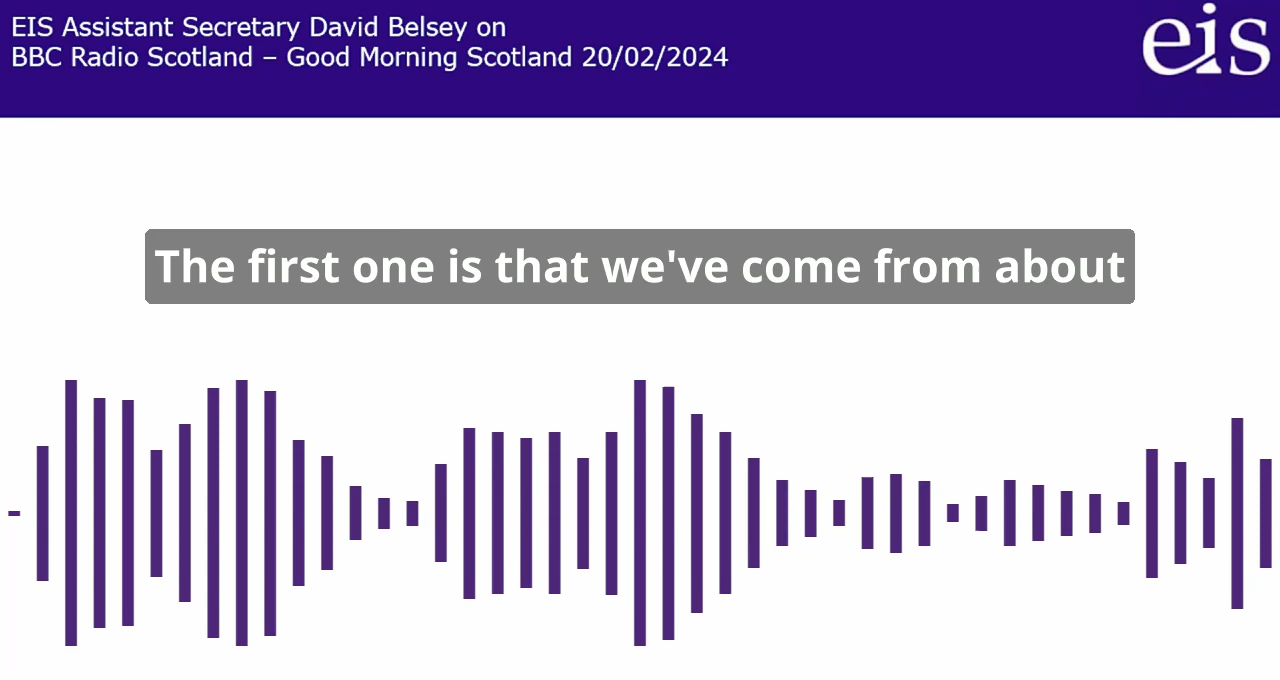 EIS Assistant Secretary David Belsey on
BBC Radio Scotland – Good Morning Scotland 20/02/2024
eis
The first one is that we've come from about